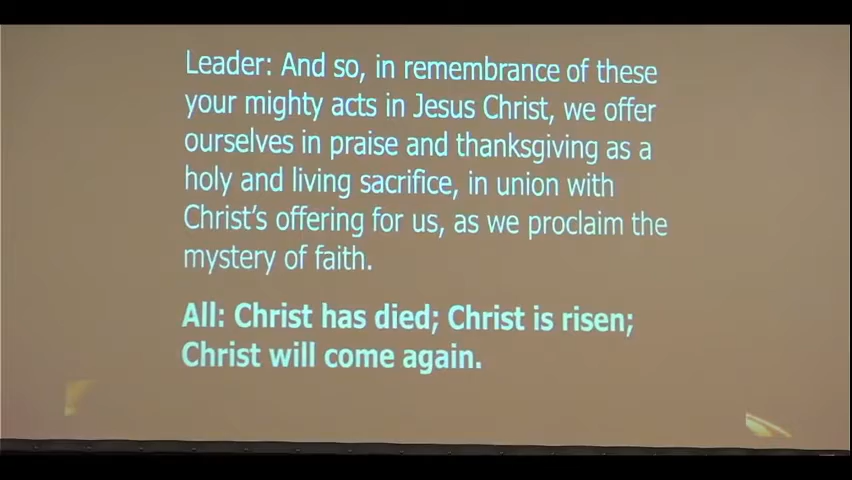 Leader: And so, in remembrance of these
your mighty acts in Jesus Christ, we offer
ourselves in praise and thanksgiving as a
holy and living sacrifice, in union with
Christ's offering for us, as we proclaim the
mystery of faith.
All: Christ has died; Christ is risen;
Christ will come again.